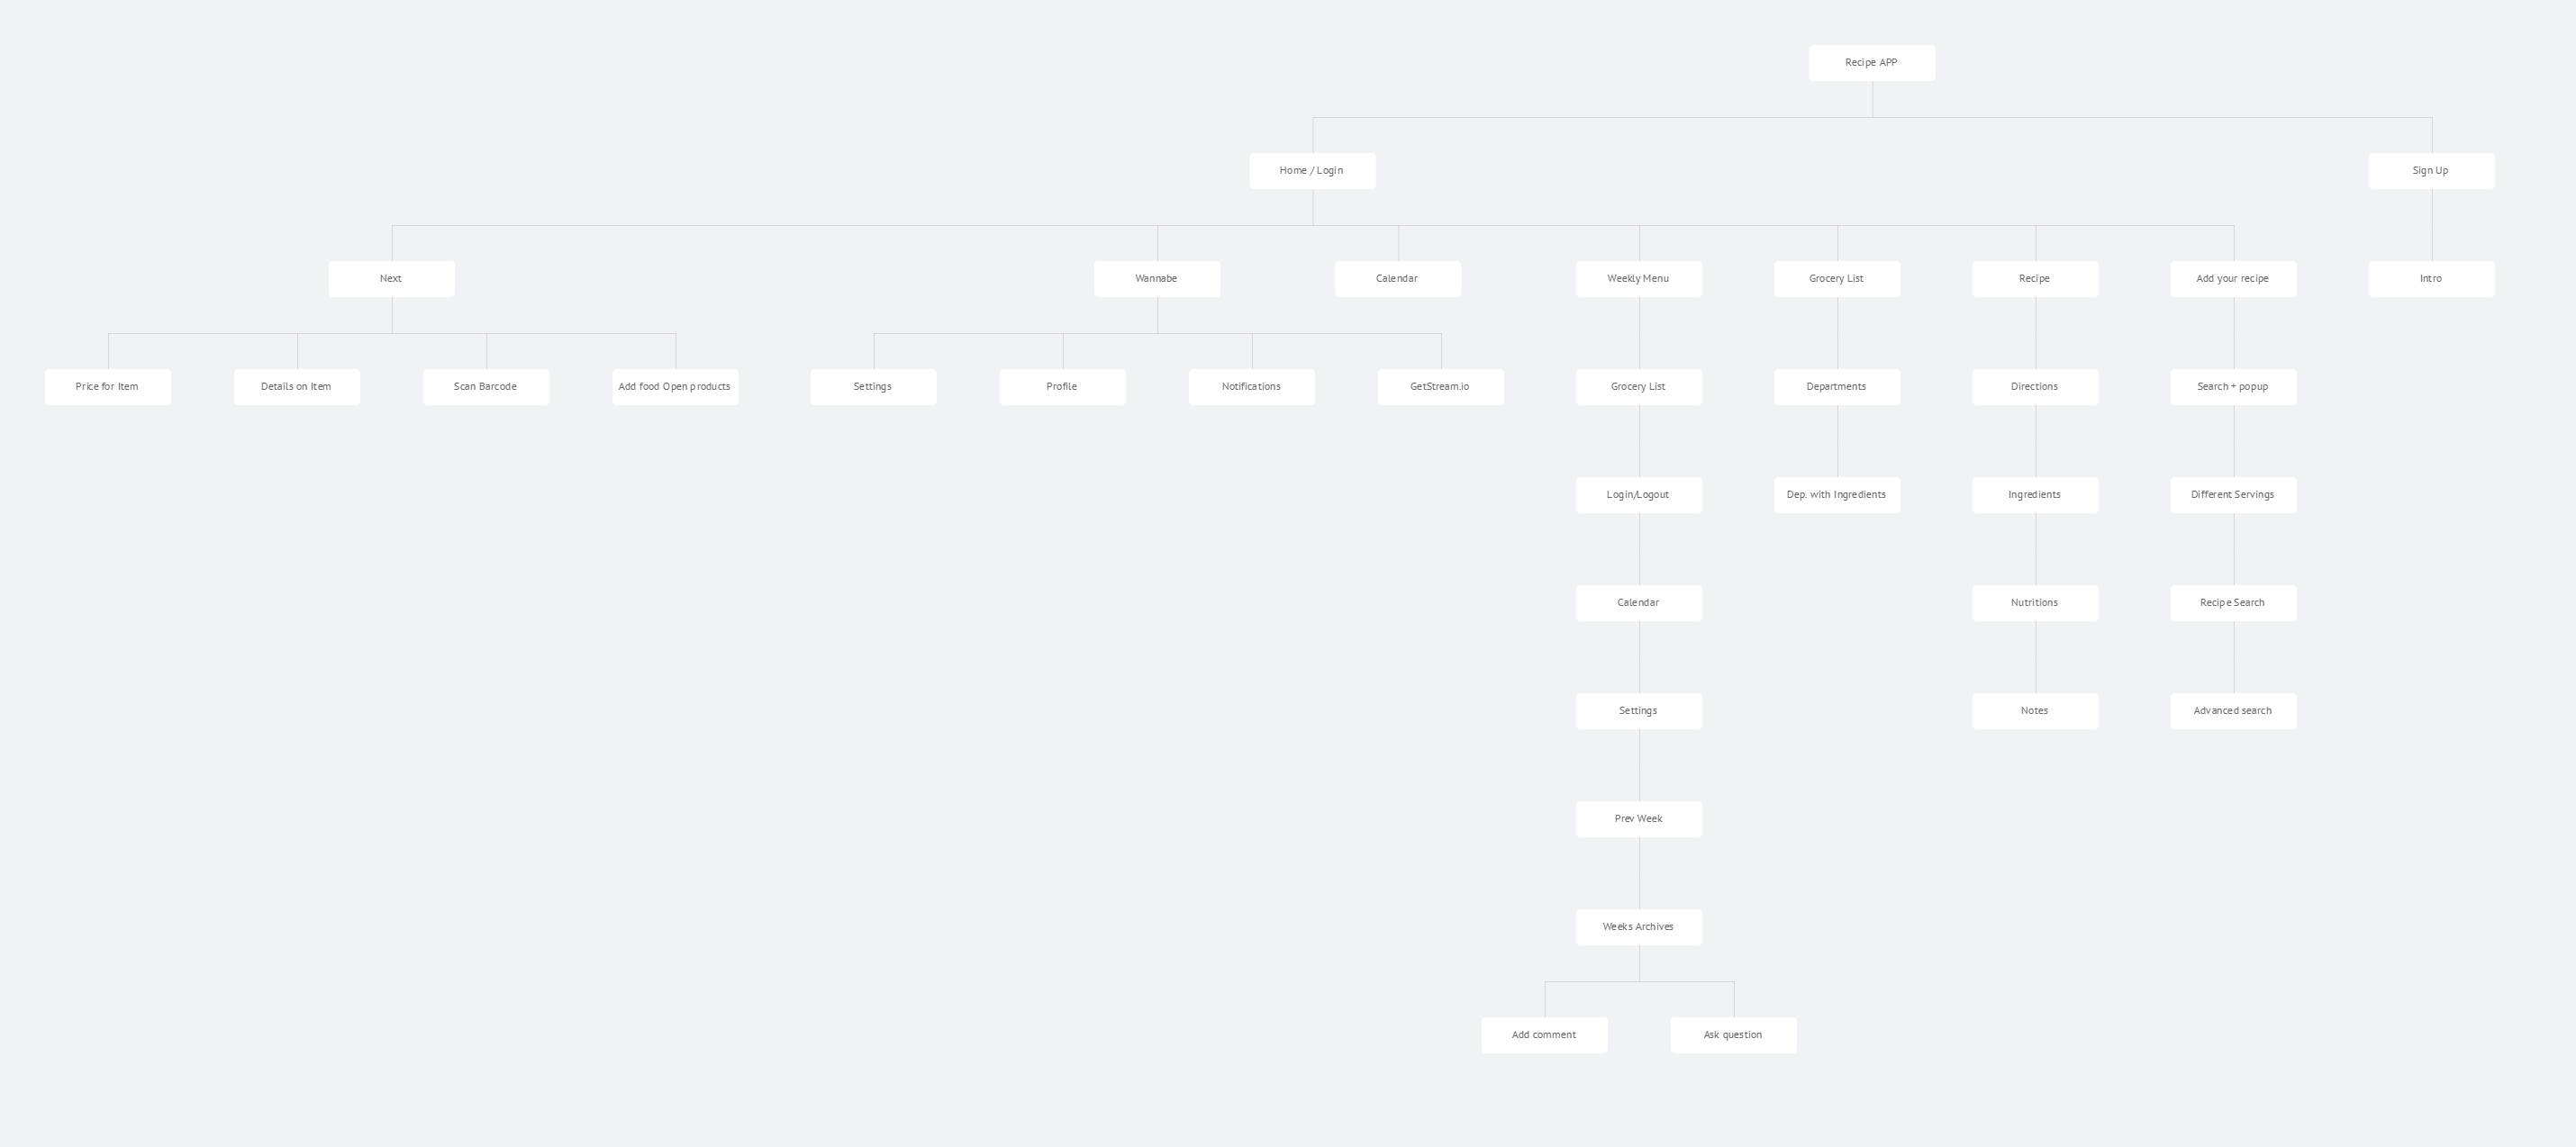 Recipe APP
Home / Login
Sign Up
Next
Wannabe
Calendar
Weekly Menu
Grocery List
Recipe
Add your recipe
Intro
Price for Item
Details on Item
Scan Barcode
Add food Open products
Settings
Profile
Notifications
GetStream.io
Grocery List
Departments
Directions
Search + popup
Login/Logout
Dep. with Ingredients
Ingredients
Different Servings
Calendar
Nutritions
Recipe Search
Settings
Notes
Advanced search
Prev Week
Weeks Archives
Add comment
Ask question